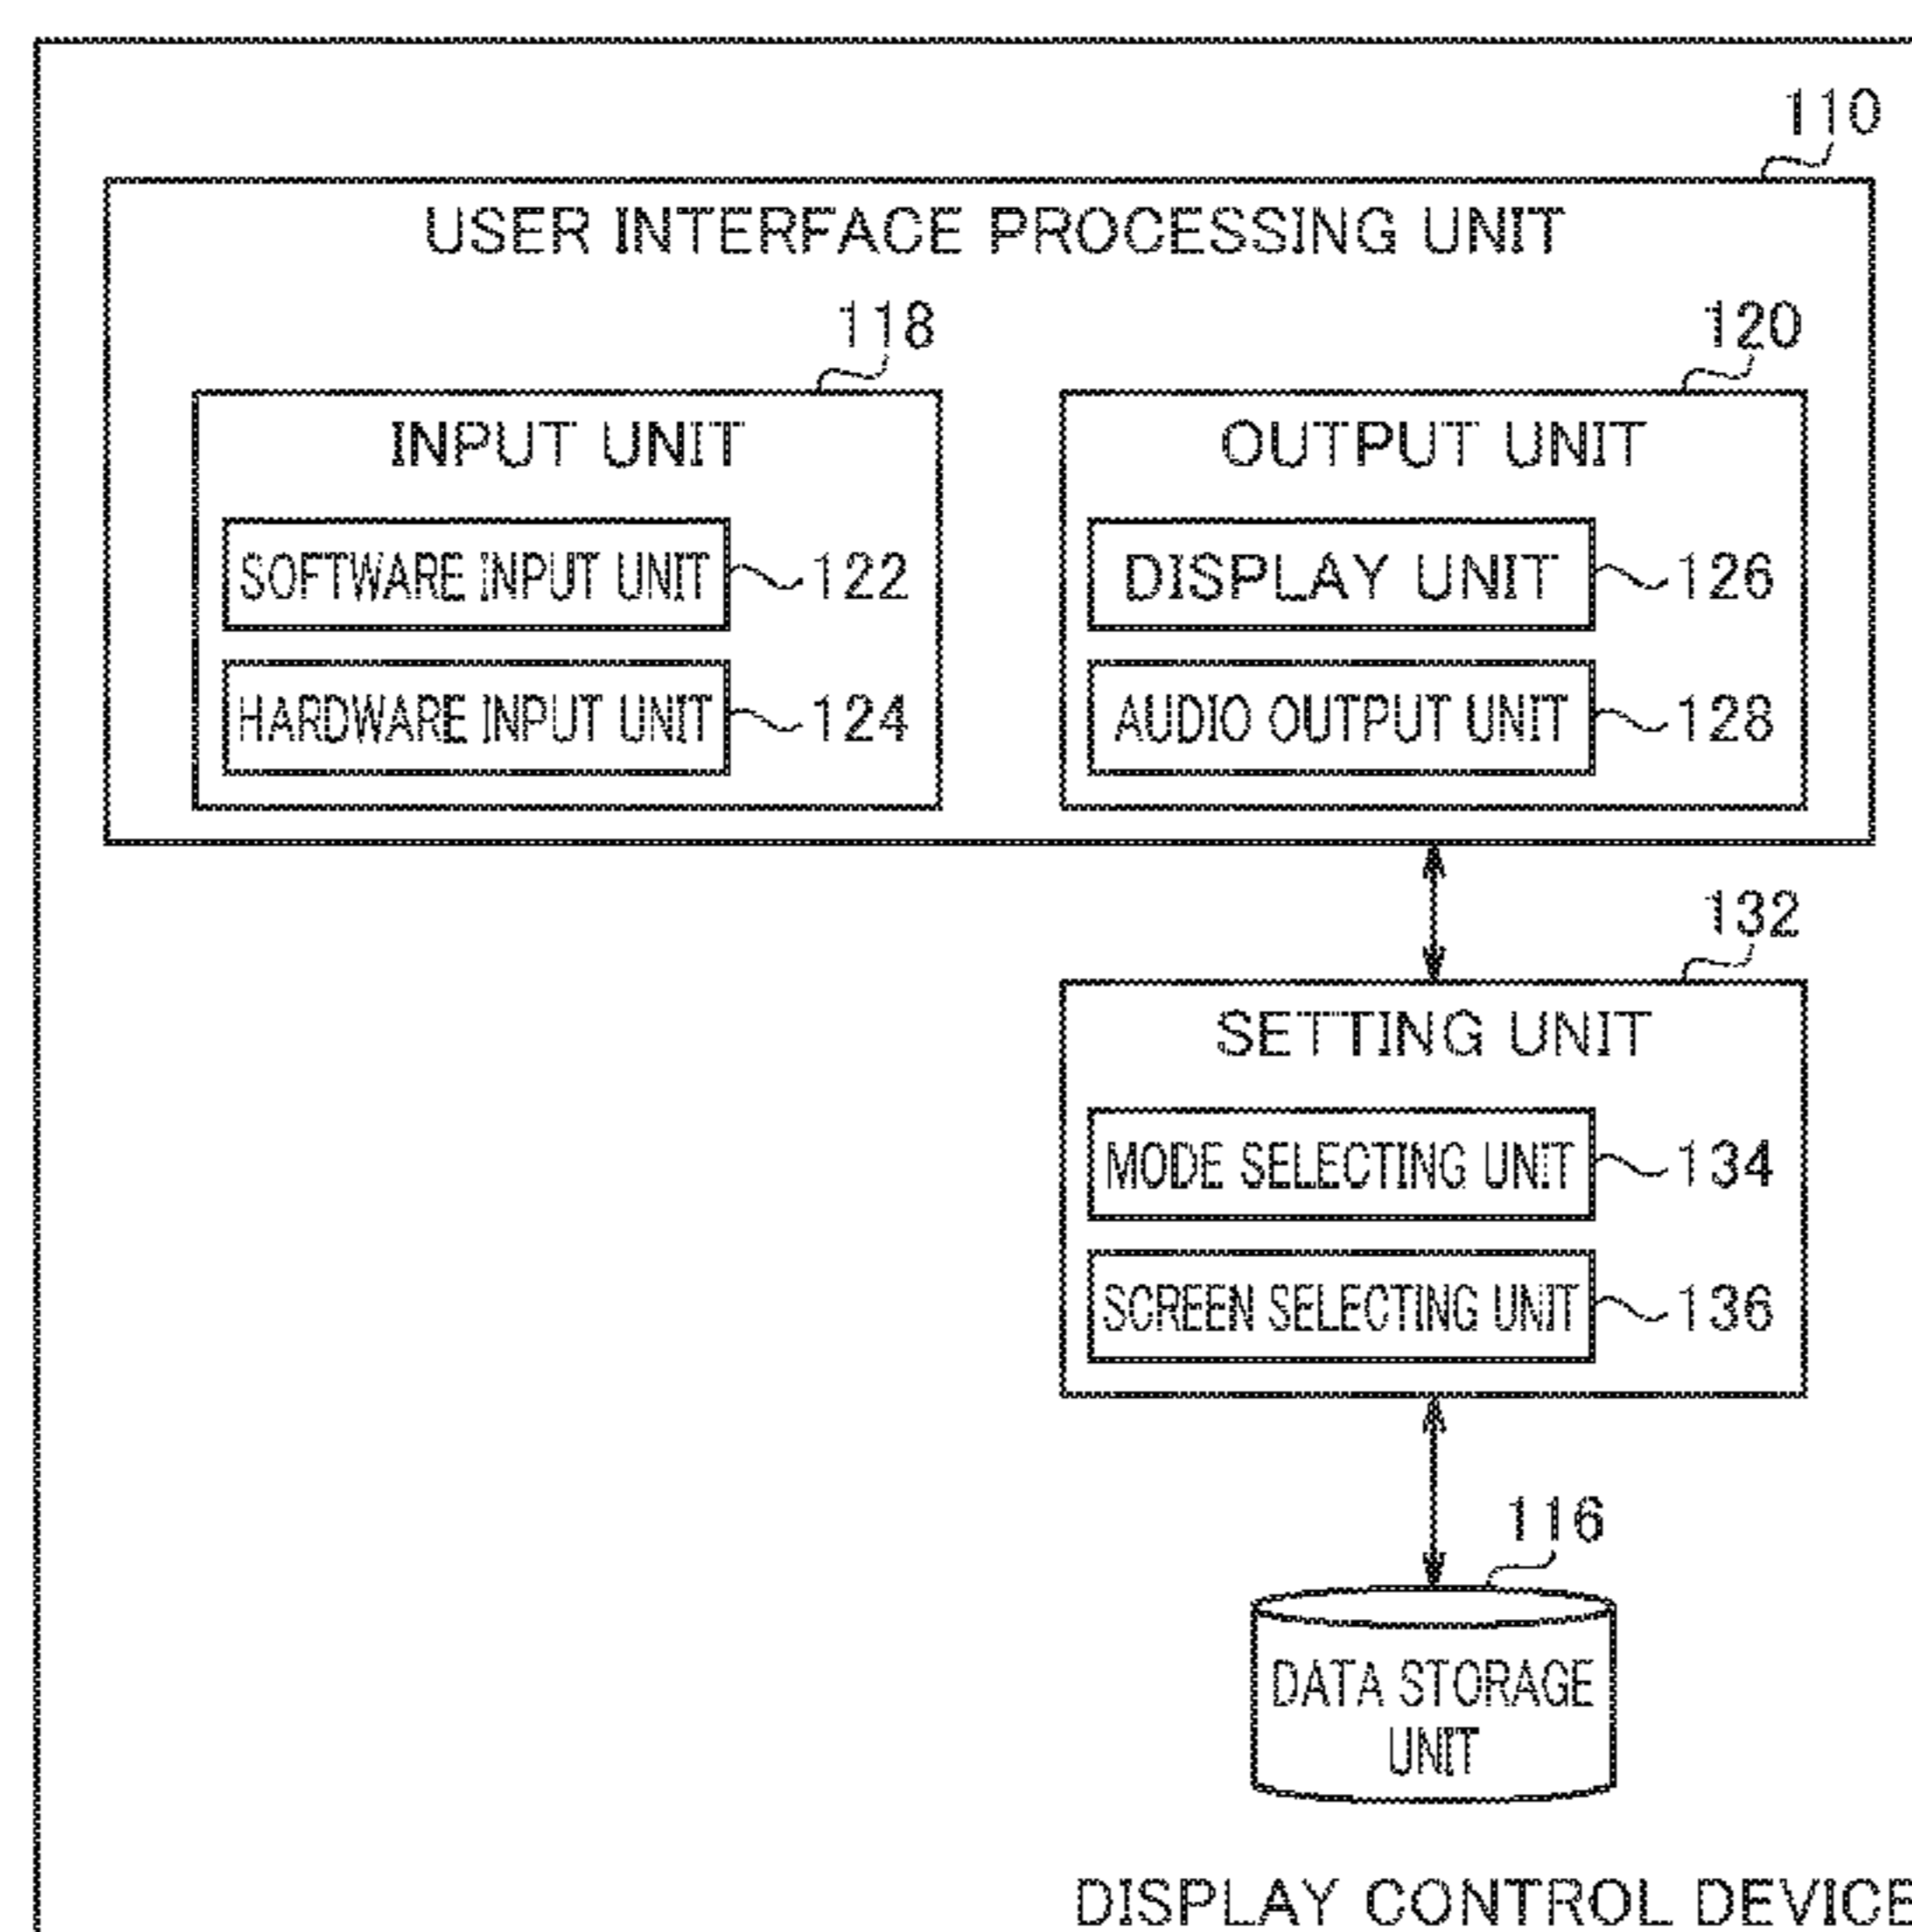 110
USER INTERFACE PROCESSING UNIT
118
120
INPUT UNIT
OUTPUT UNIT
SOFTWARE INPUT UNIT
122
DISPLAY UNIT
126
HARDWARE INPUT UNIT
124
AUDIO OUTPUT UNIT
128
132
SETTING UNIT
MODE SELECTING UNIT
134
SCREEN SELECTING UNIT
136
116
DATA STORAGE
UNIT
DISPLAY CONTROL DEVICE